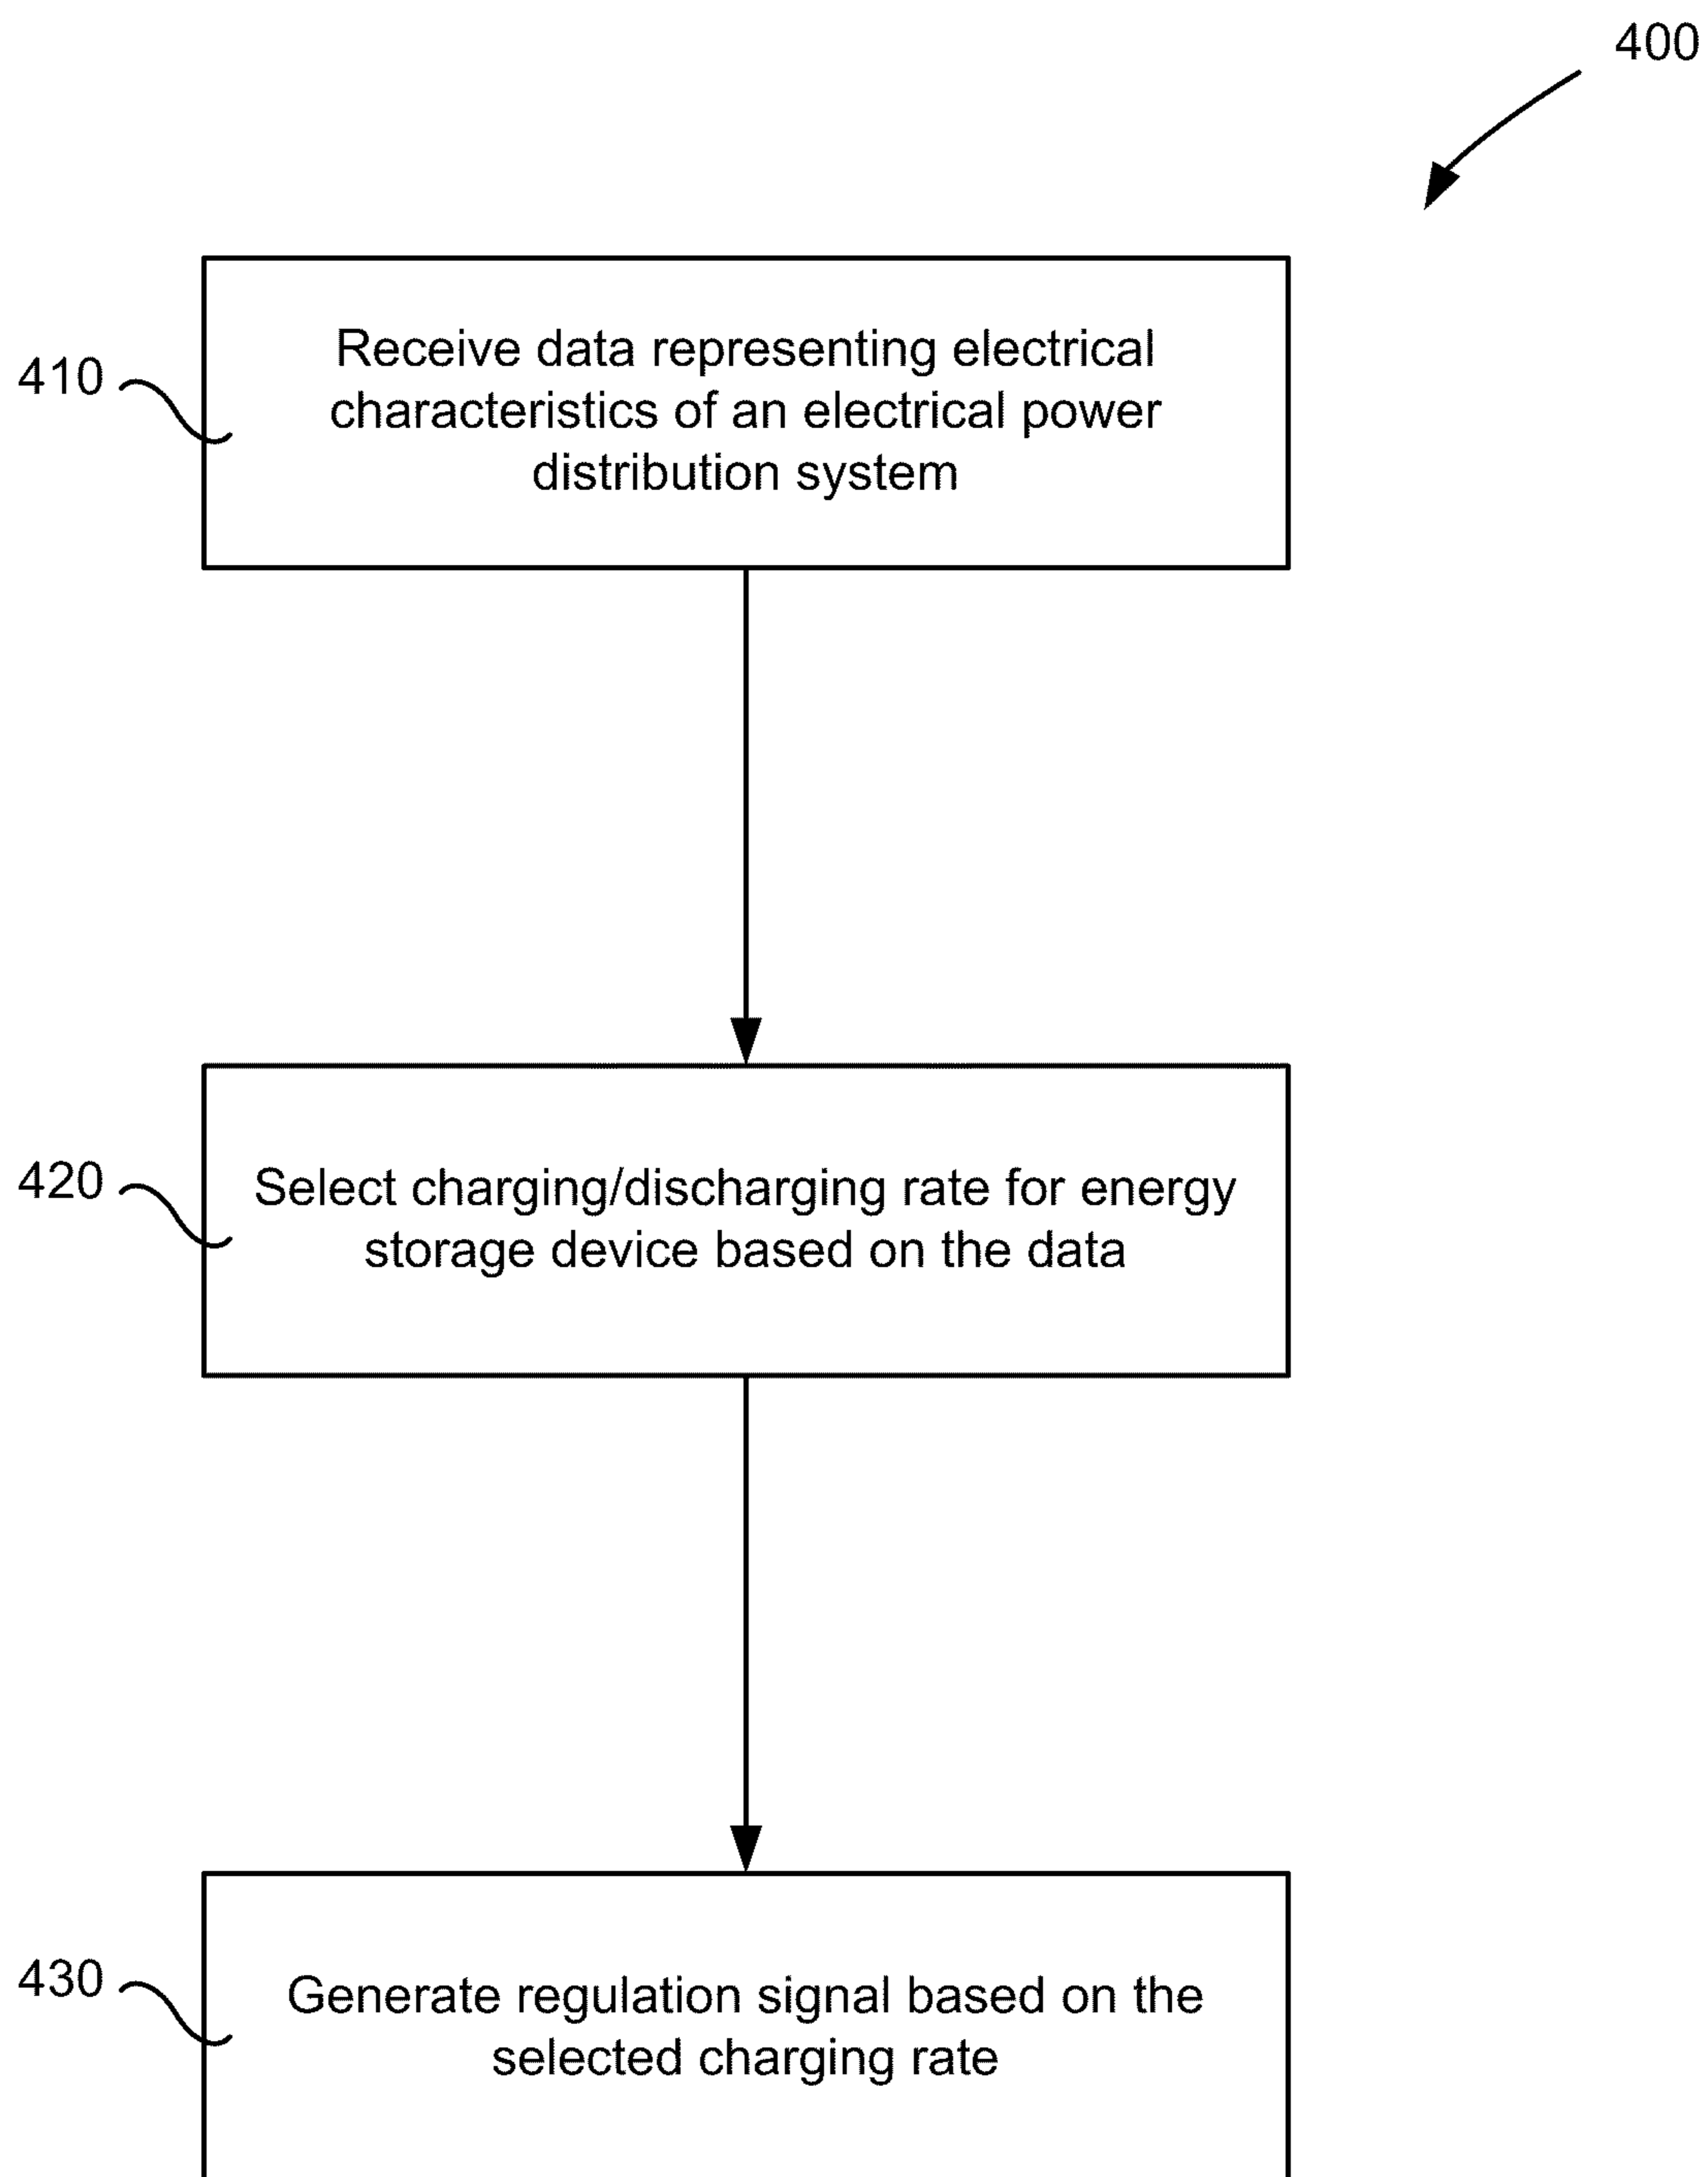 400
410
Receive data representing electrical
characteristics of an electrical power
distribution system
420
Select charging/discharging rate for energy
storage device based on the data
430
Generate regulation signal based on the
selected charging rate